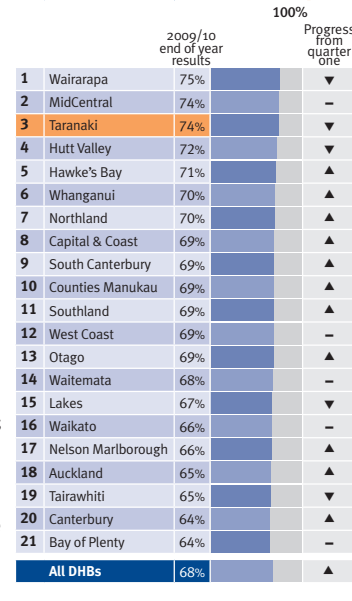 100%
2009/10 end of year results Progress from quarter one
1 Wairarapa 75% ▼
2 MidCentral 74% –
3 Taranaki 74% ▼
4 Hutt Valley 72% ▼
5 Hawke's Bay 71% ▲
6 Whanganui 70% ▲
7 Northland 70% ▲
8 Capital & Coast 69% ▲
9 South Canterbury 69% ▲
10 Counties Manukau 69% ▲
11 Southland 69% ▲
12 West Coast 69% –
13 Otago 69% ▲
14 Waitemata 68% –
15 Lakes 67% ▼
16 Waikato 66% –
17 Nelson Marlborough 66% ▲
18 Auckland 65% ▲
19 Tairawhiti 65% ▼
20 Canterbury 64% ▲
21 Bay of Plenty 64% –
All DHBs 68% ▲